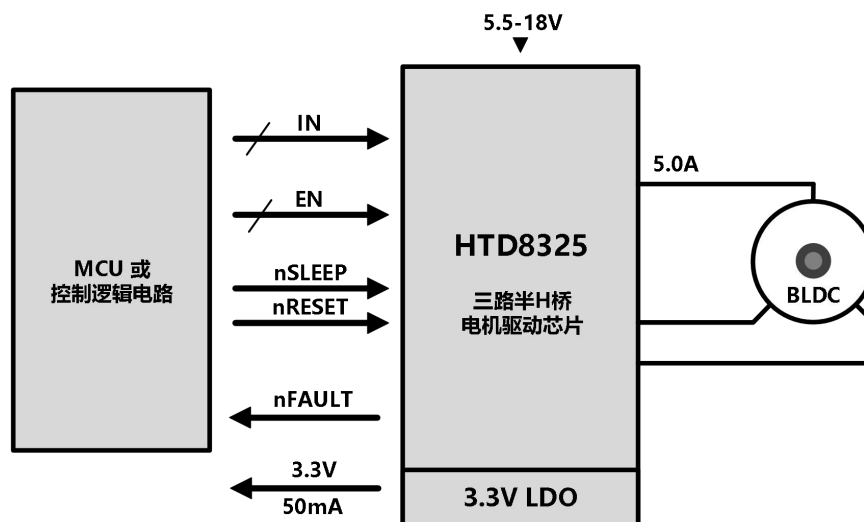 5.5-18V
IN
5.0A
EN
HTD8325
MCU 或
控制逻辑电路
nSLEEP
nRESET
三路半H桥
电机驱动芯片
BLDC
nFAULT
3.3V
50mA
3.3V LDO